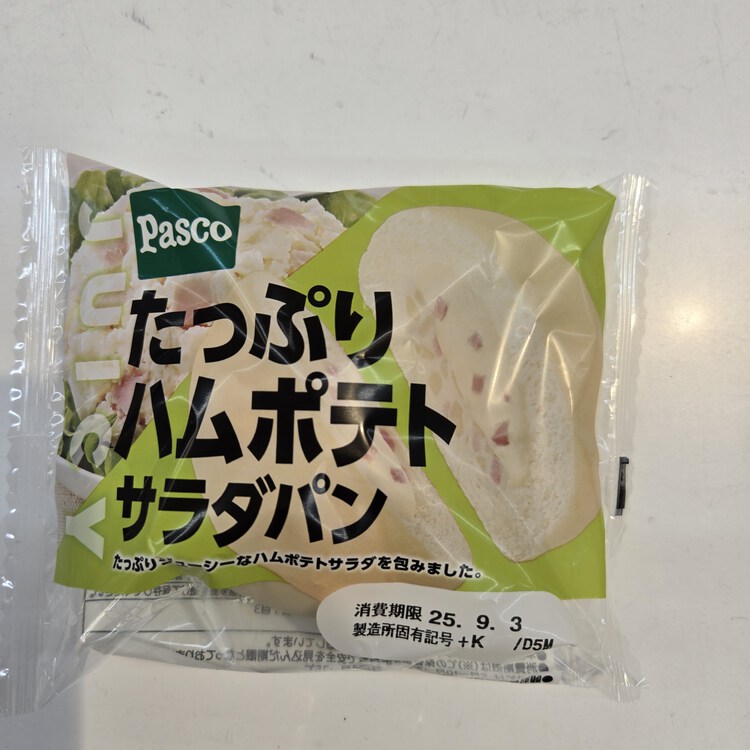 Pasco
JUICY
たっぷり
ハムポテト
サラダパン
たっぷりジューシーなハムポテトサラダを包みました。
消費期限 25. 9. 3
製造所固有記号 +K /D5M